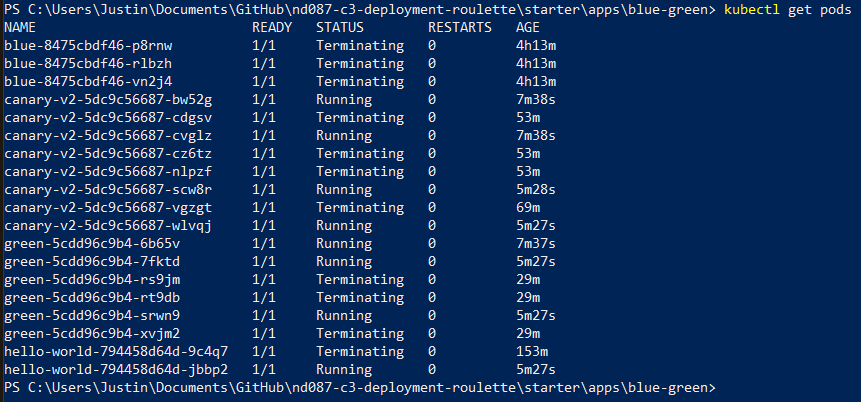 PS C:\Users\Justin\Documents\GitHub\nd087-c3-deployment-roulette\starter\apps\blue-green> kubectl get pods
NAME READY STATUS RESTARTS AGE
blue-8475cbdf46-p8rnw 1/1 Terminating 0 4h13m
blue-8475cbdf46-rlbzh 1/1 Terminating 0 4h13m
blue-8475cbdf46-vn2j4 1/1 Terminating 0 4h13m
canary-v2-5dc9c56687-bw52g 1/1 Running 0 7m38s
canary-v2-5dc9c56687-cdgsv 1/1 Terminating 0 53m
canary-v2-5dc9c56687-cvglz 1/1 Running 0 7m38s
canary-v2-5dc9c56687-cz6tz 1/1 Terminating 0 53m
canary-v2-5dc9c56687-nlpzf 1/1 Terminating 0 53m
canary-v2-5dc9c56687-scw8r 1/1 Running 0 5m28s
canary-v2-5dc9c56687-vgzgt 1/1 Terminating 0 69m
canary-v2-5dc9c56687-wlvqj 1/1 Running 0 5m27s
green-5cdd96c9b4-6b65v 1/1 Running 0 7m37s
green-5cdd96c9b4-7fktd 1/1 Running 0 5m27s
green-5cdd96c9b4-rs9jm 1/1 Terminating 0 29m
green-5cdd96c9b4-rt9db 1/1 Terminating 0 29m
green-5cdd96c9b4-srwn9 1/1 Running 0 5m27s
green-5cdd96c9b4-xvjm2 1/1 Terminating 0 29m
hello-world-794458d64d-9c4q7 1/1 Terminating 0 153m
hello-world-794458d64d-jbbp2 1/1 Running 0 5m27s
PS C:\Users\Justin\Documents\GitHub\nd087-c3-deployment-roulette\starter\apps\blue-green>